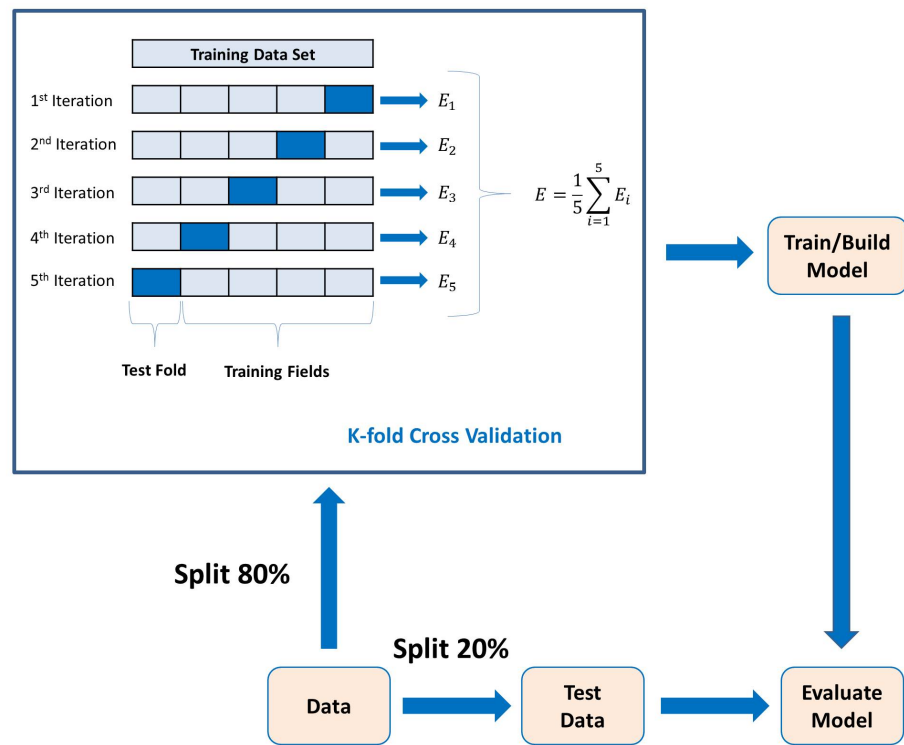 Training Data Set
1st Iteration
E1
2nd Iteration
E2
3rd Iteration
E3
4th Iteration
E4
5th Iteration
E5
E = 1/5 5∑i=1 Ei
Test Fold
Training Fields
K-fold Cross Validation
Train/Build
Model
Split 80%
Split 20%
Data
Test
Data
Evaluate
Model